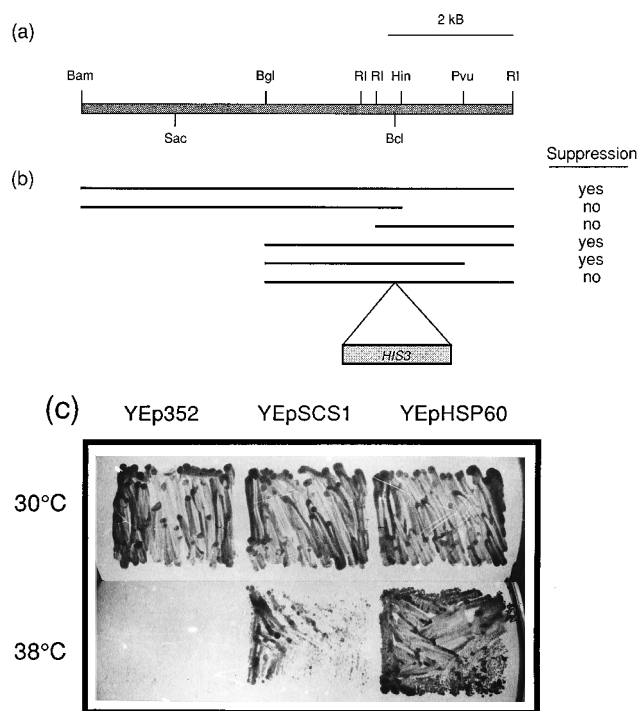 (a)
2 kB
Bam Bgl RI RI Hin Pvu RI
Sac Bcl
Suppression
(b)
yes
no
no
yes
yes
no
HIS3
(c)
YEp352 YEpSCS1 YEpHSP60
30°C
38°C